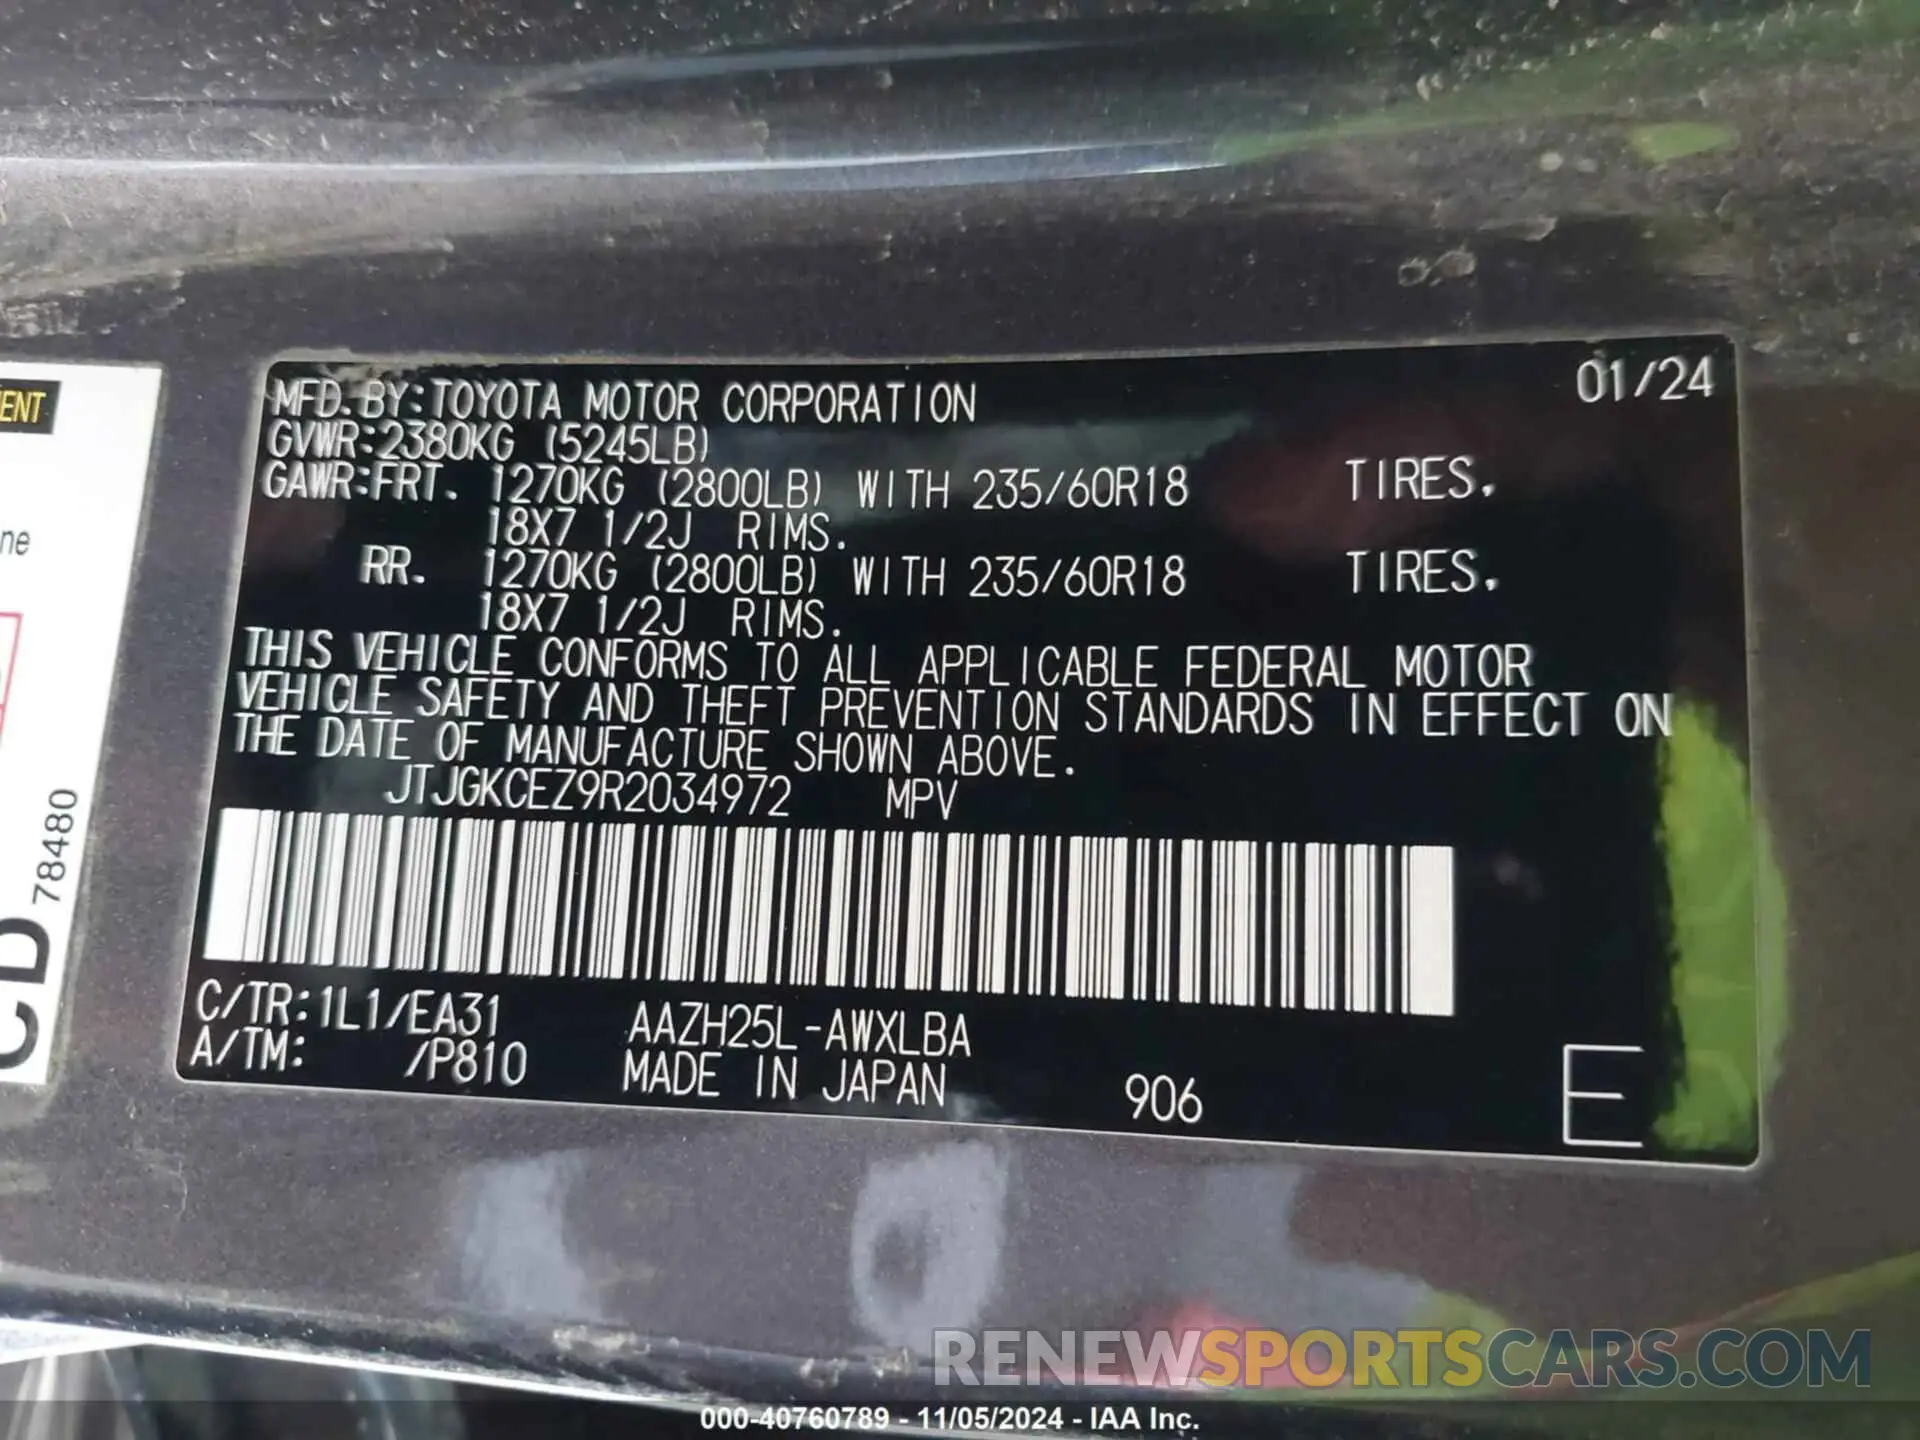 MFD. BY: TOYOTA MOTOR CORPORATION 01/24
GVWR: 2380KG (5245LB)
GAWR: FRT. 1270KG (2800LB) WITH 235/60R18 TIRES.
18X7 1/2J RIMS.
RR. 1270KG (2800LB) WITH 235/60R18 TIRES.
18X7 1/2J RIMS.
THIS VEHICLE CONFORMS TO ALL APPLICABLE FEDERAL MOTOR
VEHICLE SAFETY AND THEFT PREVENTION STANDARDS IN EFFECT ON
THE DATE OF MANUFACTURE SHOWN ABOVE.
JTJGKCEZ9R2034972 MPV
C/TR: 1L1/EA31 AAZH25L-AWXLBA
A/TM: /P810 MADE IN JAPAN 906 E
ENT
ne
CD 78480
RENEWSPORTSCARS.COM
000-40760789 - 11/05/2024 - IAA Inc.